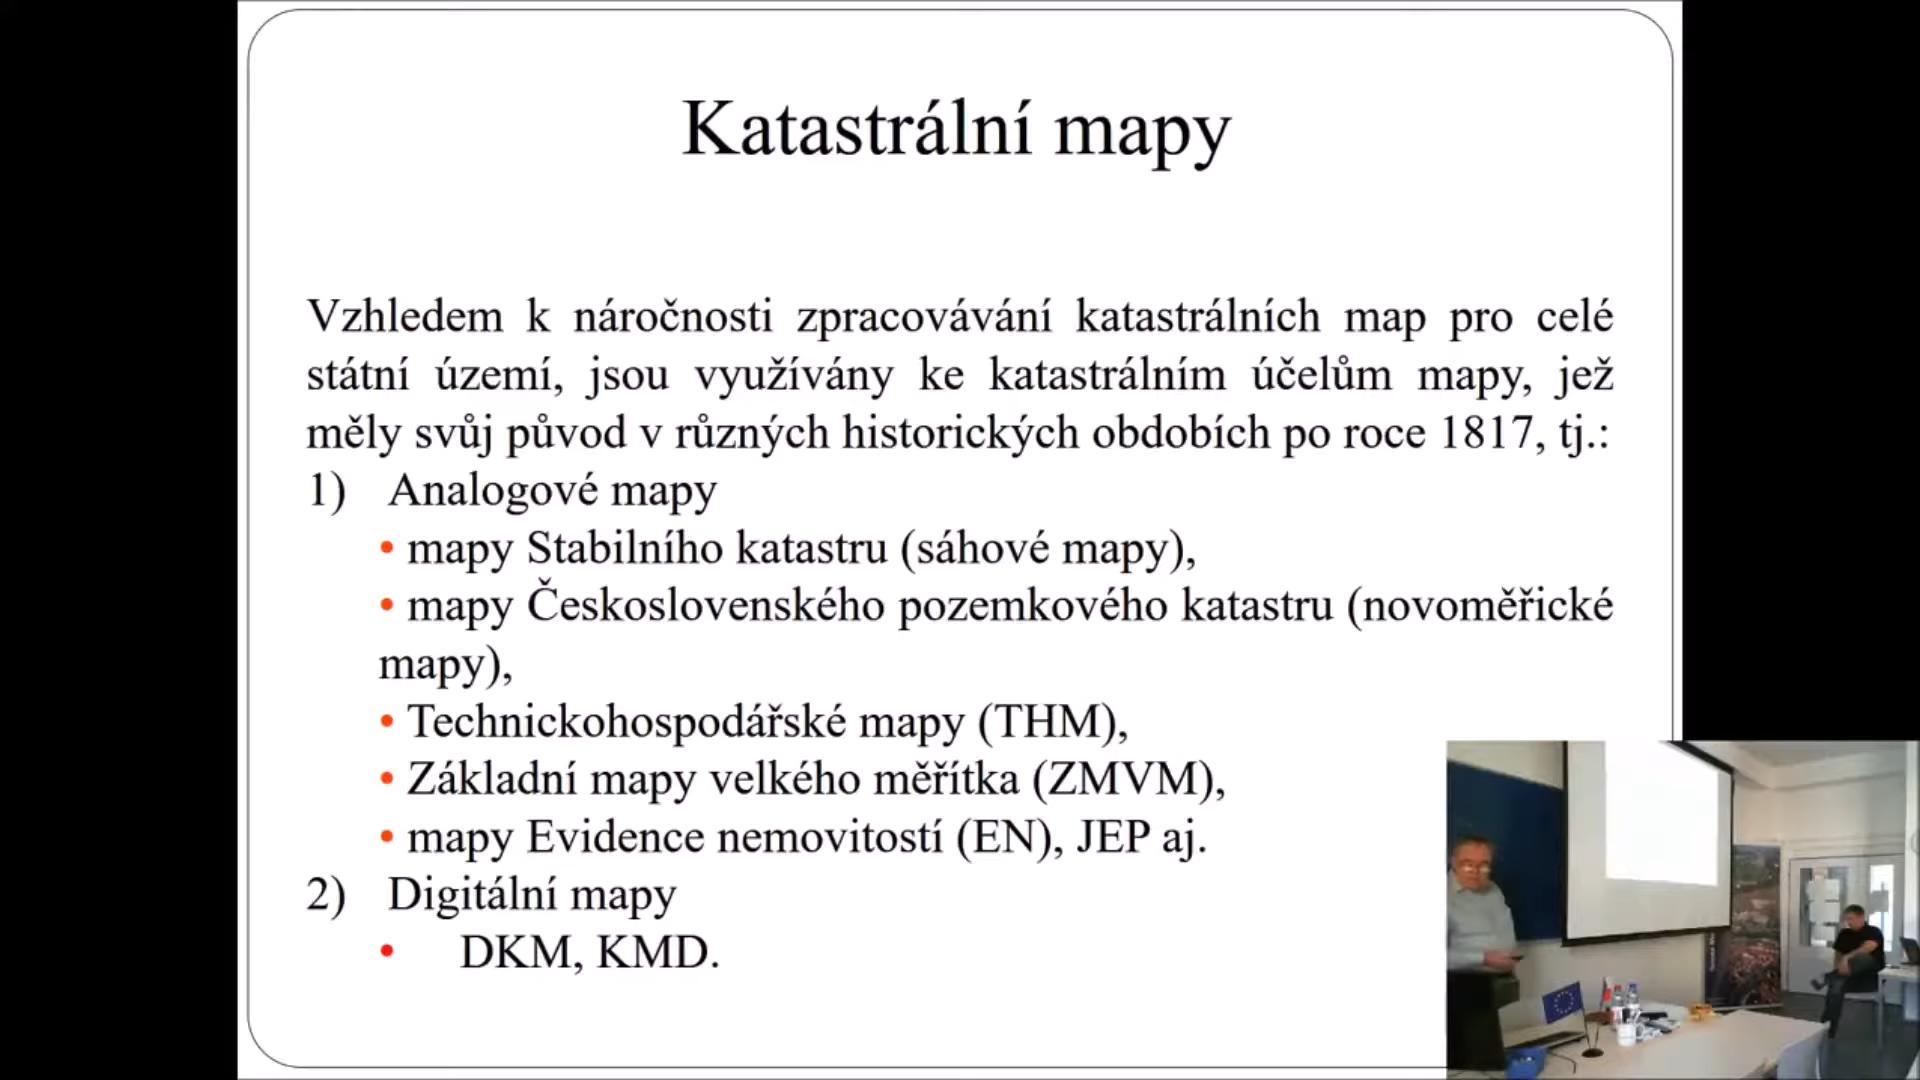 Katastrální mapy
Vzhledem k náročnosti zpracovávání katastrálních map pro celé
státní území, jsou využívány ke katastrálním účelům mapy, jež
měly svůj původ v různých historických obdobích po roce 1817, tj.:
1) Analogové mapy
• mapy Stabilního katastru (sáhové mapy),
• mapy Československého pozemkového katastru (novoměřické
mapy),
• Technickohospodářské mapy (THM),
• Základní mapy velkého měřítka (ZMVM),
• mapy Evidence nemovitostí (EN), JEP aj.
2) Digitální mapy
• DKM, KMD.